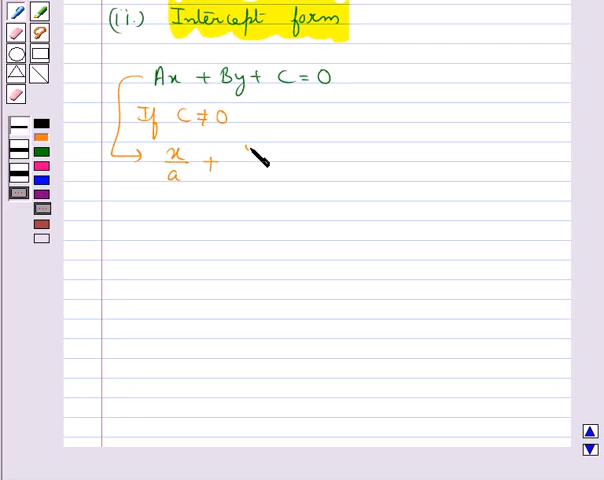 (ii.) Intercept form
Ax + By + C = 0
If C ≠ 0
x/a +